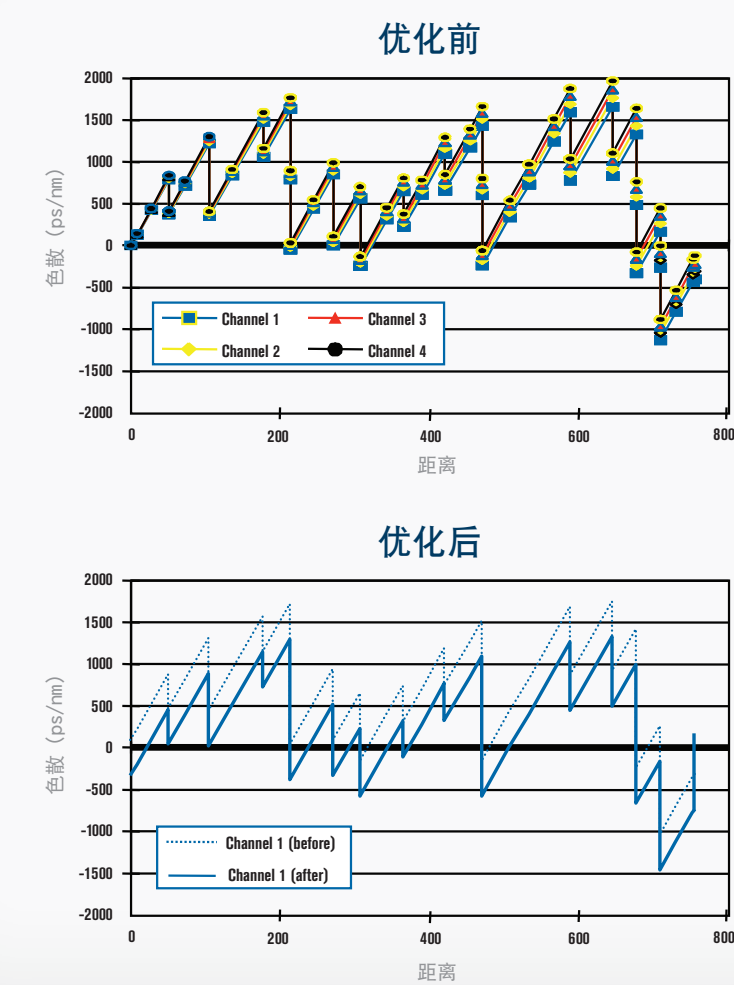 优化前
2000
1500
1000
500
0
-500
-1000
-1500
-2000
色散 (ps/nm)
Channel 1
Channel 3
Channel 2
Channel 4
0
200
400
600
800
距离
优化后
2000
1500
1000
500
0
-500
-1000
-1500
-2000
色散 (ps/nm)
Channel 1 (before)
Channel 1 (after)
0
200
400
600
800
距离